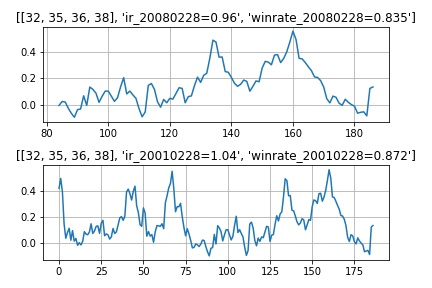 [[32, 35, 36, 38], 'ir_20080228=0.96', 'winrate_20080228=0.835']
0.4
0.2
0.0
80 100 120 140 160 180
[[32, 35, 36, 38], 'ir_20010228=1.04', 'winrate_20010228=0.872']
0.4
0.2
0.0
0 25 50 75 100 125 150 175